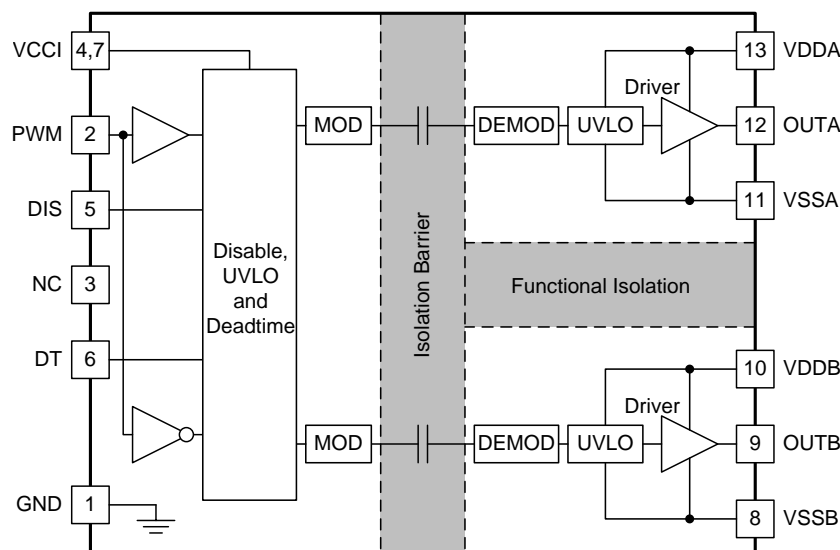 VCCI 4,7
PWM 2
DIS 5
NC 3
DT 6
GND 1
Disable,
UVLO
and
Deadtime
MOD
MOD
Isolation Barrier
Functional Isolation
DEMOD UVLO
Driver
13 VDDA
12 OUTA
11 VSSA
DEMOD UVLO
Driver
10 VDDB
9 OUTB
8 VSSB